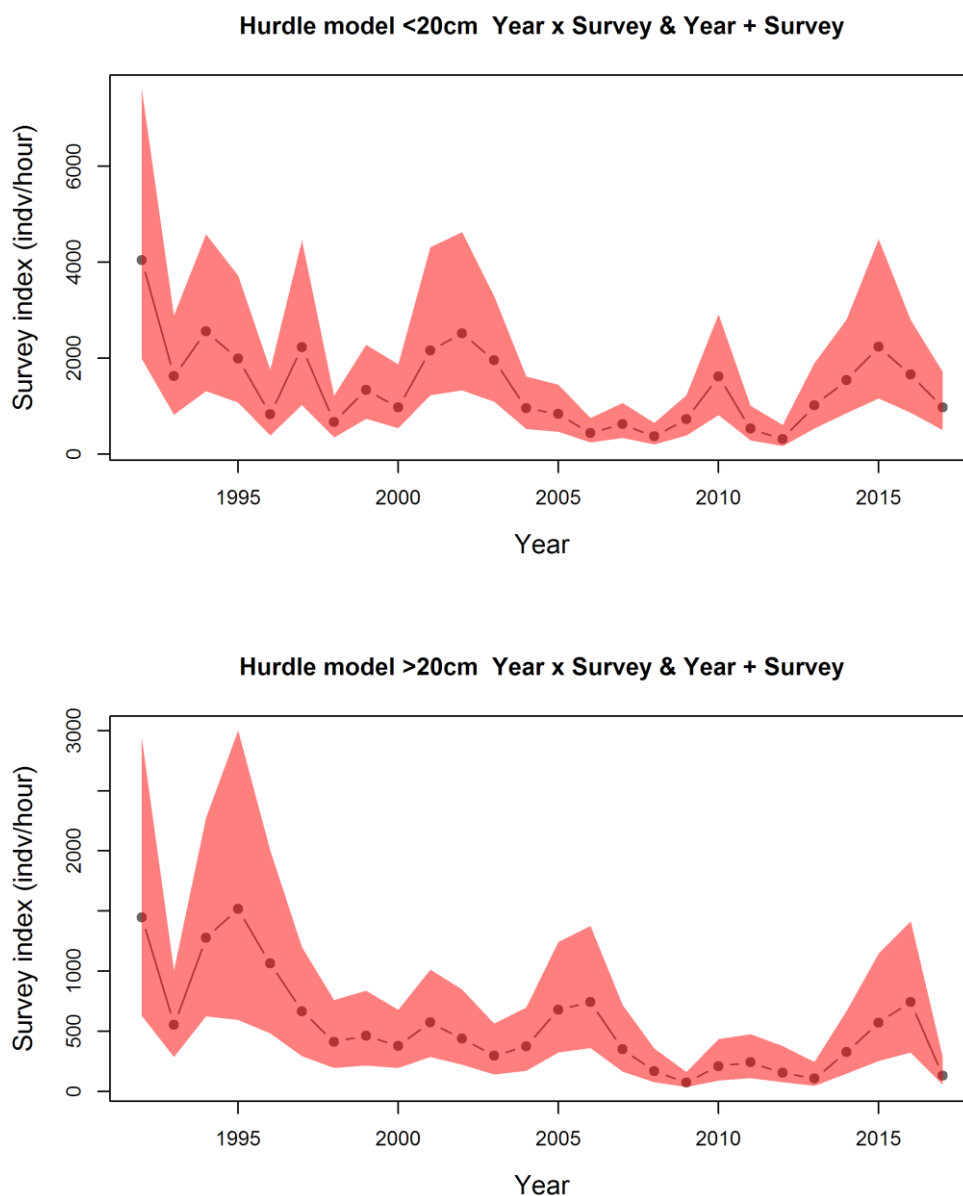 Hurdle model <20cm  Year x Survey & Year + Survey
Survey index (indv/hour)
6000
4000
2000
0
1995 2000 2005 2010 2015
Year
Hurdle model >20cm  Year x Survey & Year + Survey
Survey index (indv/hour)
3000
2000
1000
500
0
1995 2000 2005 2010 2015
Year